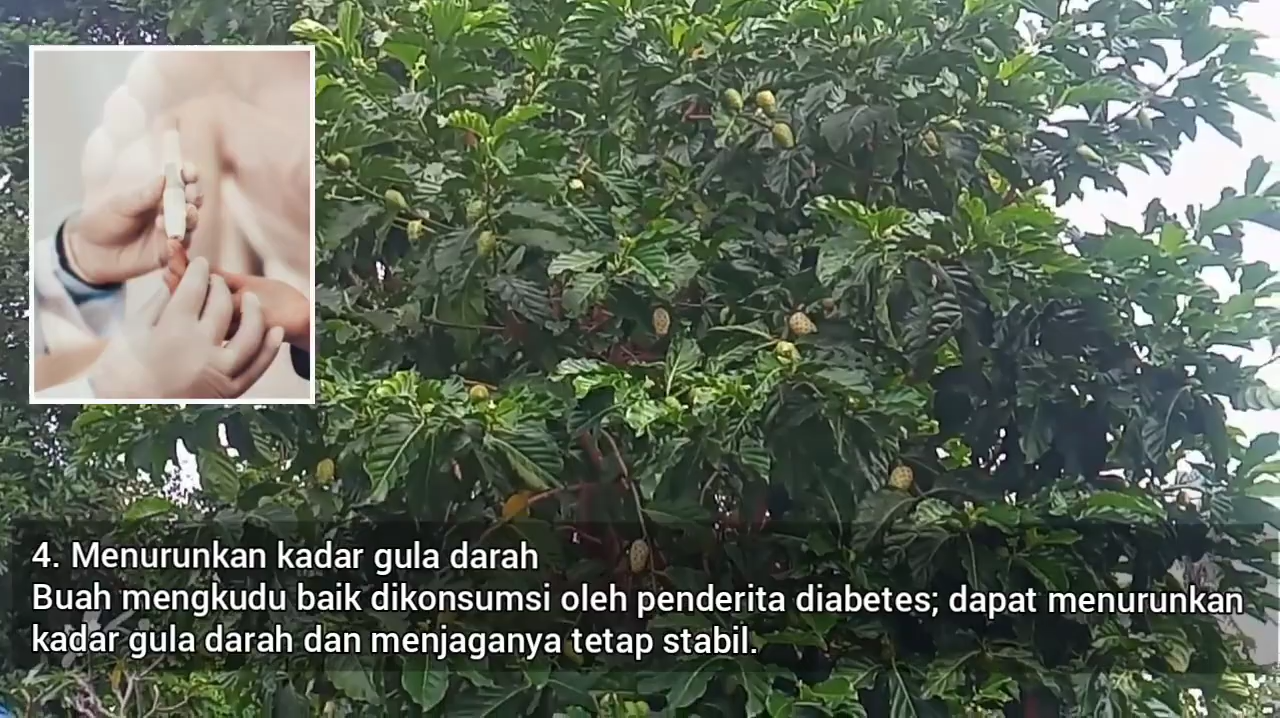 4. Menurunkan kadar gula darah
Buah mengkudu baik dikonsumsi oleh penderita diabetes; dapat menurunkan
kadar gula darah dan menjaganya tetap stabil.